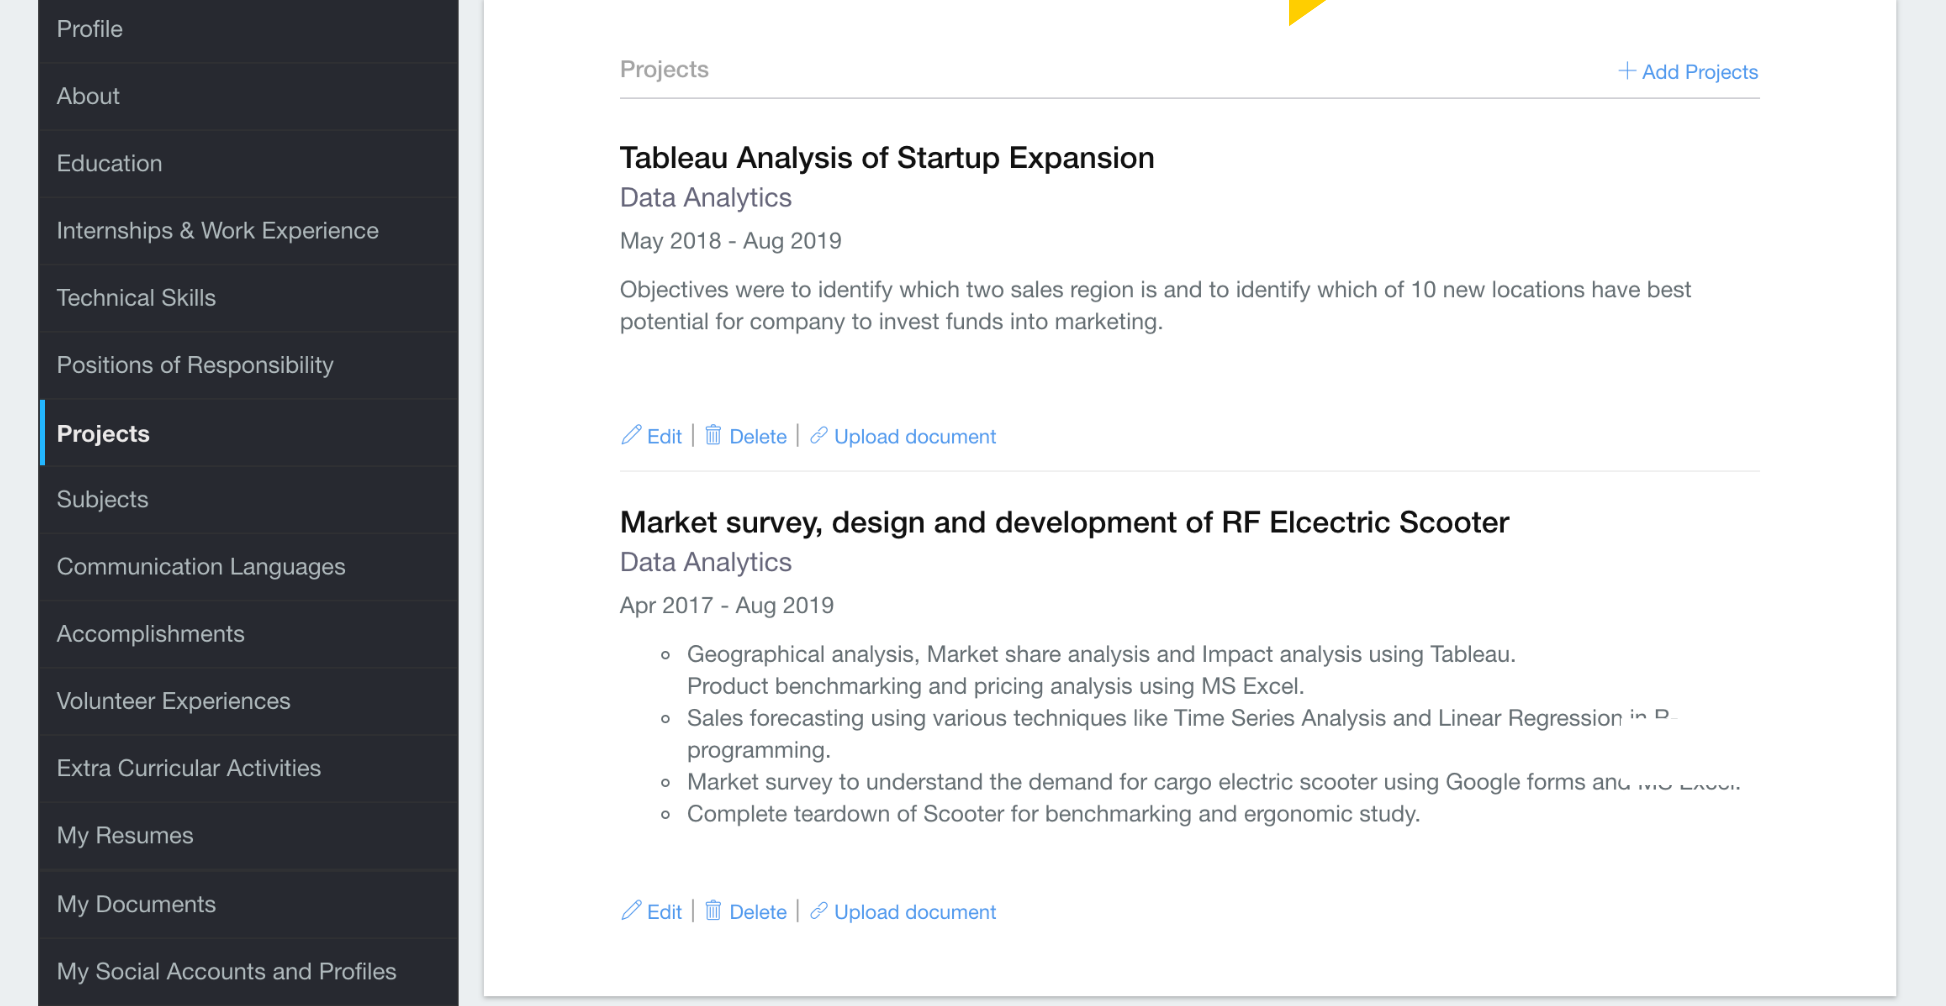 Profile
About
Education
Internships & Work Experience
Technical Skills
Positions of Responsibility
Projects
Subjects
Communication Languages
Accomplishments
Volunteer Experiences
Extra Curricular Activities
My Resumes
My Documents
My Social Accounts and Profiles
Projects
Add Projects
Tableau Analysis of Startup Expansion
Data Analytics
May 2018 - Aug 2019
Objectives were to identify which two sales region is and to identify which of 10 new locations have best
potential for company to invest funds into marketing.
Edit | Delete | Upload document
Market survey, design and development of RF Elcectric Scooter
Data Analytics
Apr 2017 - Aug 2019
Geographical analysis, Market share analysis and Impact analysis using Tableau.
Product benchmarking and pricing analysis using MS Excel.
Sales forecasting using various techniques like Time Series Analysis and Linear Regression in R-
programming.
Market survey to understand the demand for cargo electric scooter using Google forms and MS Excel.
Complete teardown of Scooter for benchmarking and ergonomic study.
Edit | Delete | Upload document